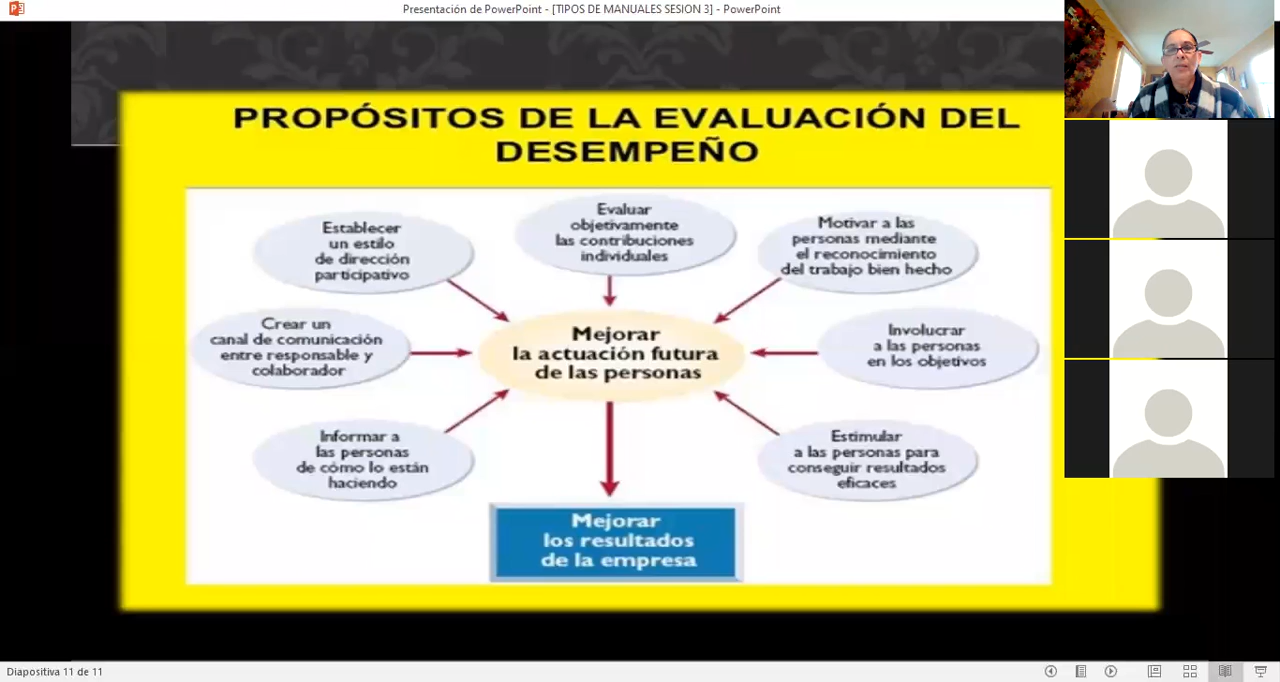 Presentación de PowerPoint - [TIPOS DE MANUALES SESION 3] - PowerPoint
PROPÓSITOS DE LA EVALUACIÓN DEL
DESEMPEÑO
Establecer
un estilo
de dirección
participativo
Evaluar
objetivamente
las contribuciones
individuales
Motivar a las
personas mediante
el reconocimiento
del trabajo bien hecho
Crear un
canal de comunicación
entre responsable y
colaborador
Mejorar
la actuación futura
de las personas
Involucrar
a las personas
en los objetivos
Informar a
las personas
de cómo lo están
haciendo
Estimular
a las personas para
conseguir resultados
eficaces
Mejorar
los resultados
de la empresa
Diapositiva 11 de 11